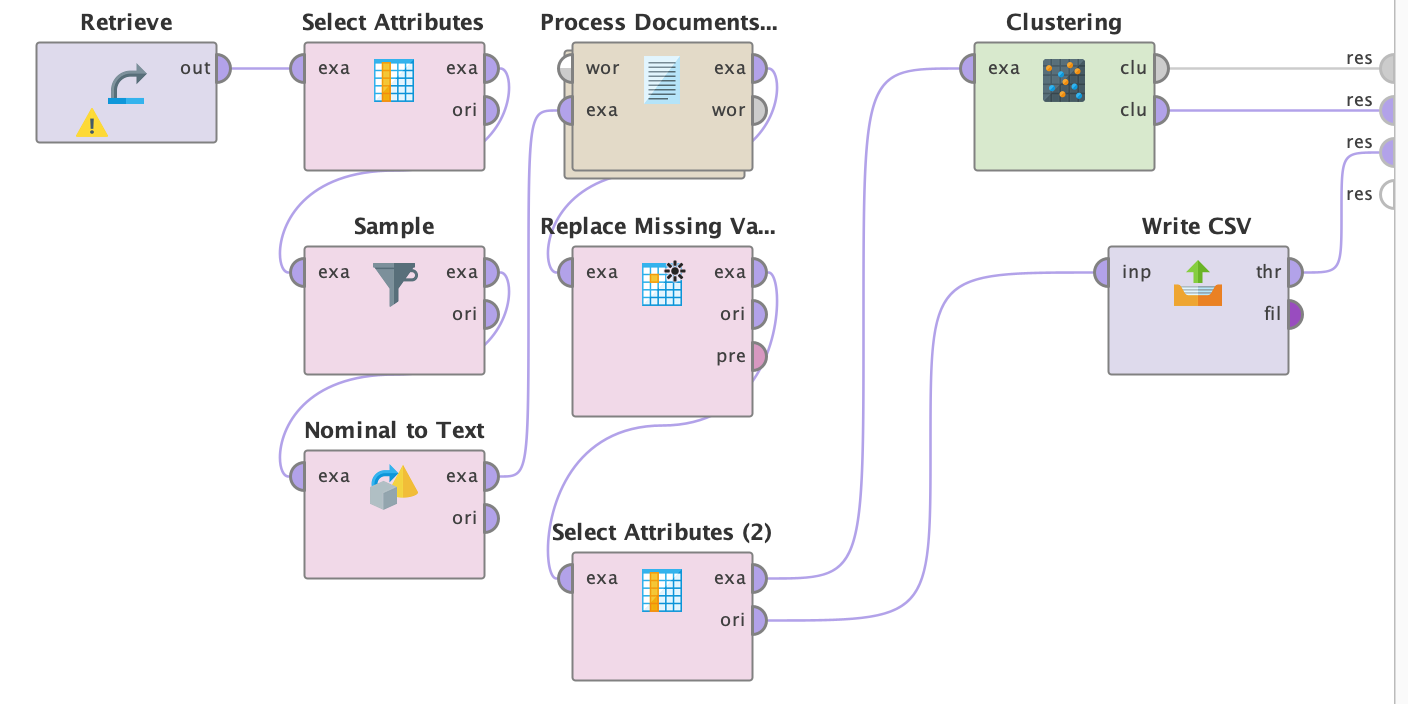 Retrieve
out
Select Attributes
exa exa
ori
Process Documents...
wor exa
exa wor
Clustering
exa clu
clu
res
res
res
res
Sample
exa exa
ori
Replace Missing Va...
exa exa
ori
pre
Write CSV
inp thr
fil
Nominal to Text
exa exa
ori
Select Attributes (2)
exa exa
ori